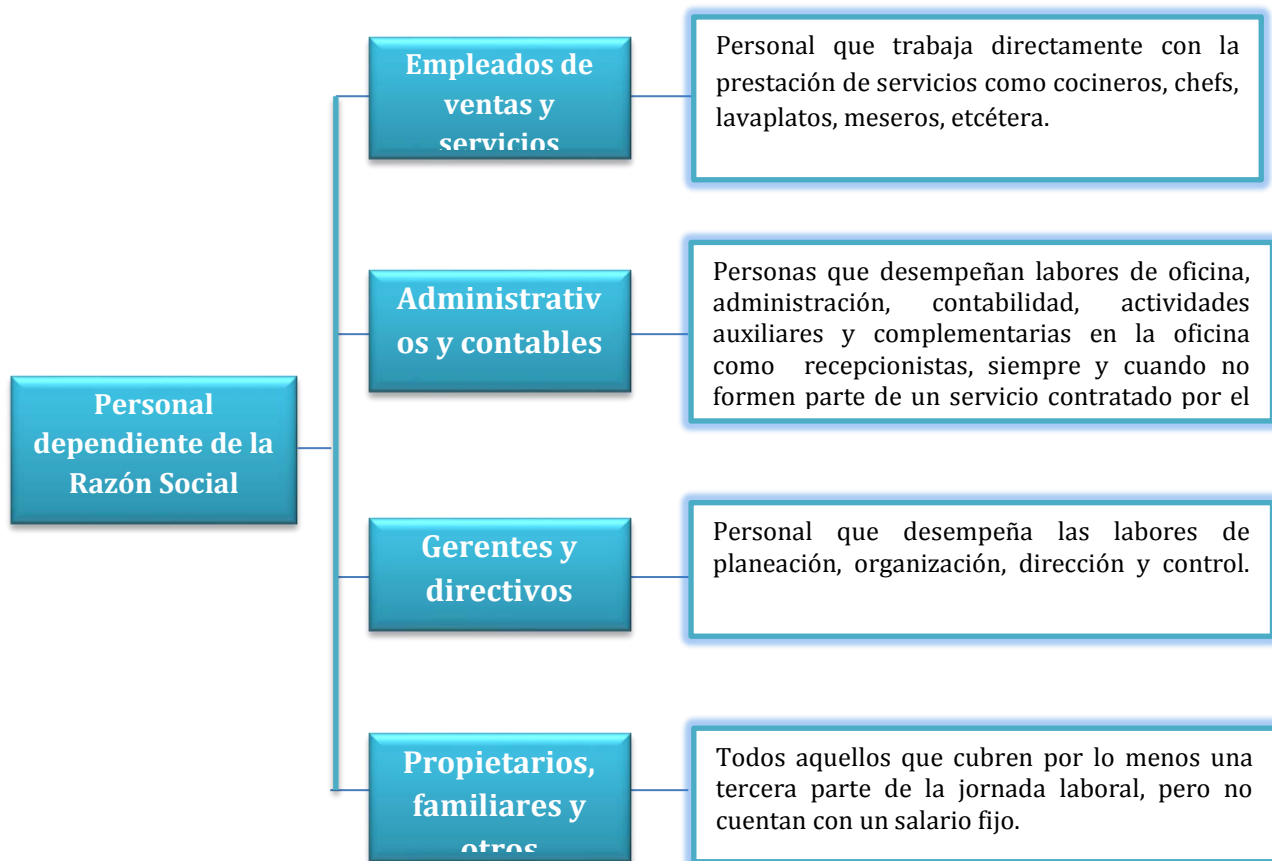 Empleados de
ventas y
servicios
Personal que trabaja directamente con la
prestación de servicios como cocineros, chefs,
lavaplatos, meseros, etcétera.
Administrativ
os y contables
Personas que desempeñan labores de oficina,
administración, contabilidad, actividades
auxiliares y complementarias en la oficina
como recepcionistas, siempre y cuando no
formen parte de un servicio contratado por el
Personal
dependiente de la
Razón Social
Gerentes y
directivos
Personal que desempeña las labores de
planeación, organización, dirección y control.
Propietarios,
familiares y
otros
Todos aquellos que cubren por lo menos una
tercera parte de la jornada laboral, pero no
cuentan con un salario fijo.